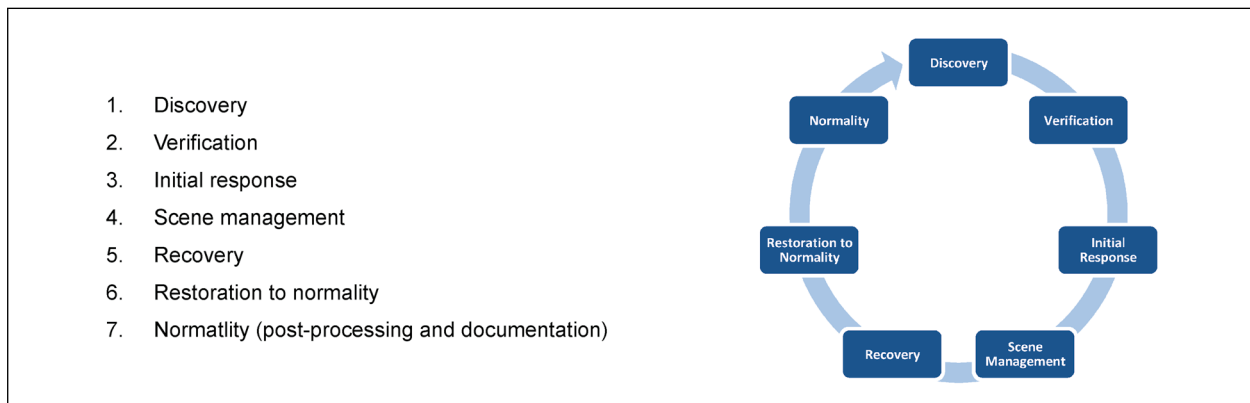 1. Discovery
2. Verification
3. Initial response
4. Scene management
5. Recovery
6. Restoration to normality
7. Normatlity (post-processing and documentation)
Discovery
Verification
Initial
Response
Scene
Management
Recovery
Restoration to
Normality
Normality